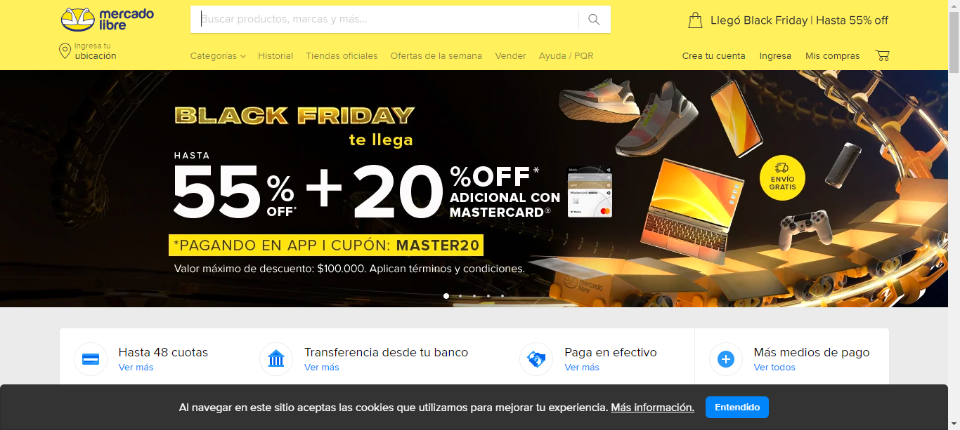 mercado
libre
Buscar productos, marcas y más...
Llegó Black Friday | Hasta 55% off
Ingresa tu
ubicación
Categorías Historial Tiendas oficiales Ofertas de la semana Vender Ayuda / PQR
Crea tu cuenta Ingresa Mis compras
BLACK FRIDAY
te llega
HASTA
55% OFF* + 20%OFF*
ADICIONAL CON
MASTERCARD®
ENVÍO
GRATIS
*PAGANDO EN APP | CUPÓN: MASTER20
Valor máximo de descuento: $100.000. Aplican términos y condiciones.
Hasta 48 cuotas
Ver más
Transferencia desde tu banco
Ver más
Paga en efectivo
Ver más
Más medios de pago
Ver todos
Al navegar en este sitio aceptas las cookies que utilizamos para mejorar tu experiencia. Más información.
Entendido